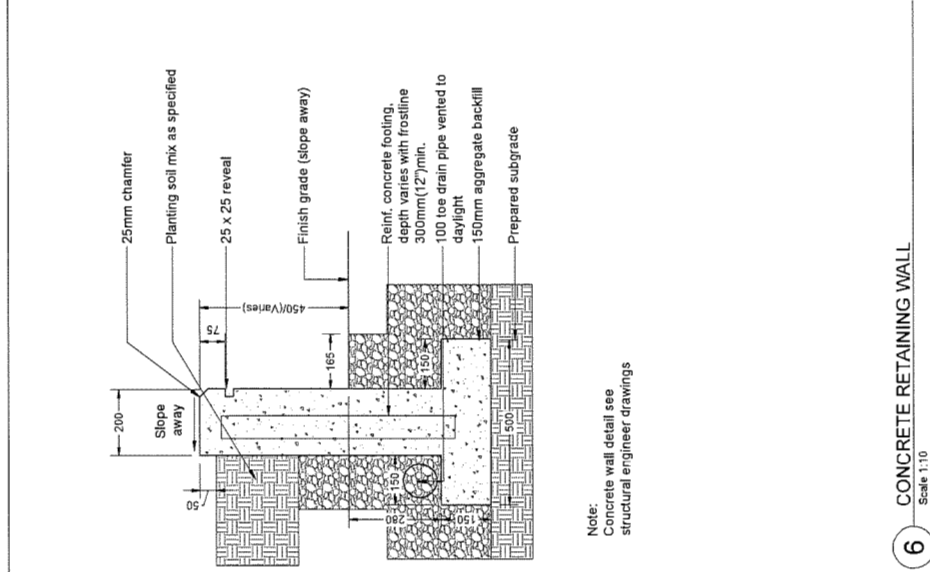 25mm chamfer
Planting soil mix as specified
25 x 25 reveal
Finish grade (slope away)
Reinf. concrete footing,
depth varies with frostline
300mm(12")min.
100 toe drain pipe vented to
daylight
150mm aggregate backfill
Prepared subgrade
200
Slope
away
50
75
450/(Varies)
165
150
150
280
150
500
Note:
Concrete wall detail see
structural engineer drawings
6
CONCRETE RETAINING WALL
Scale 1:10